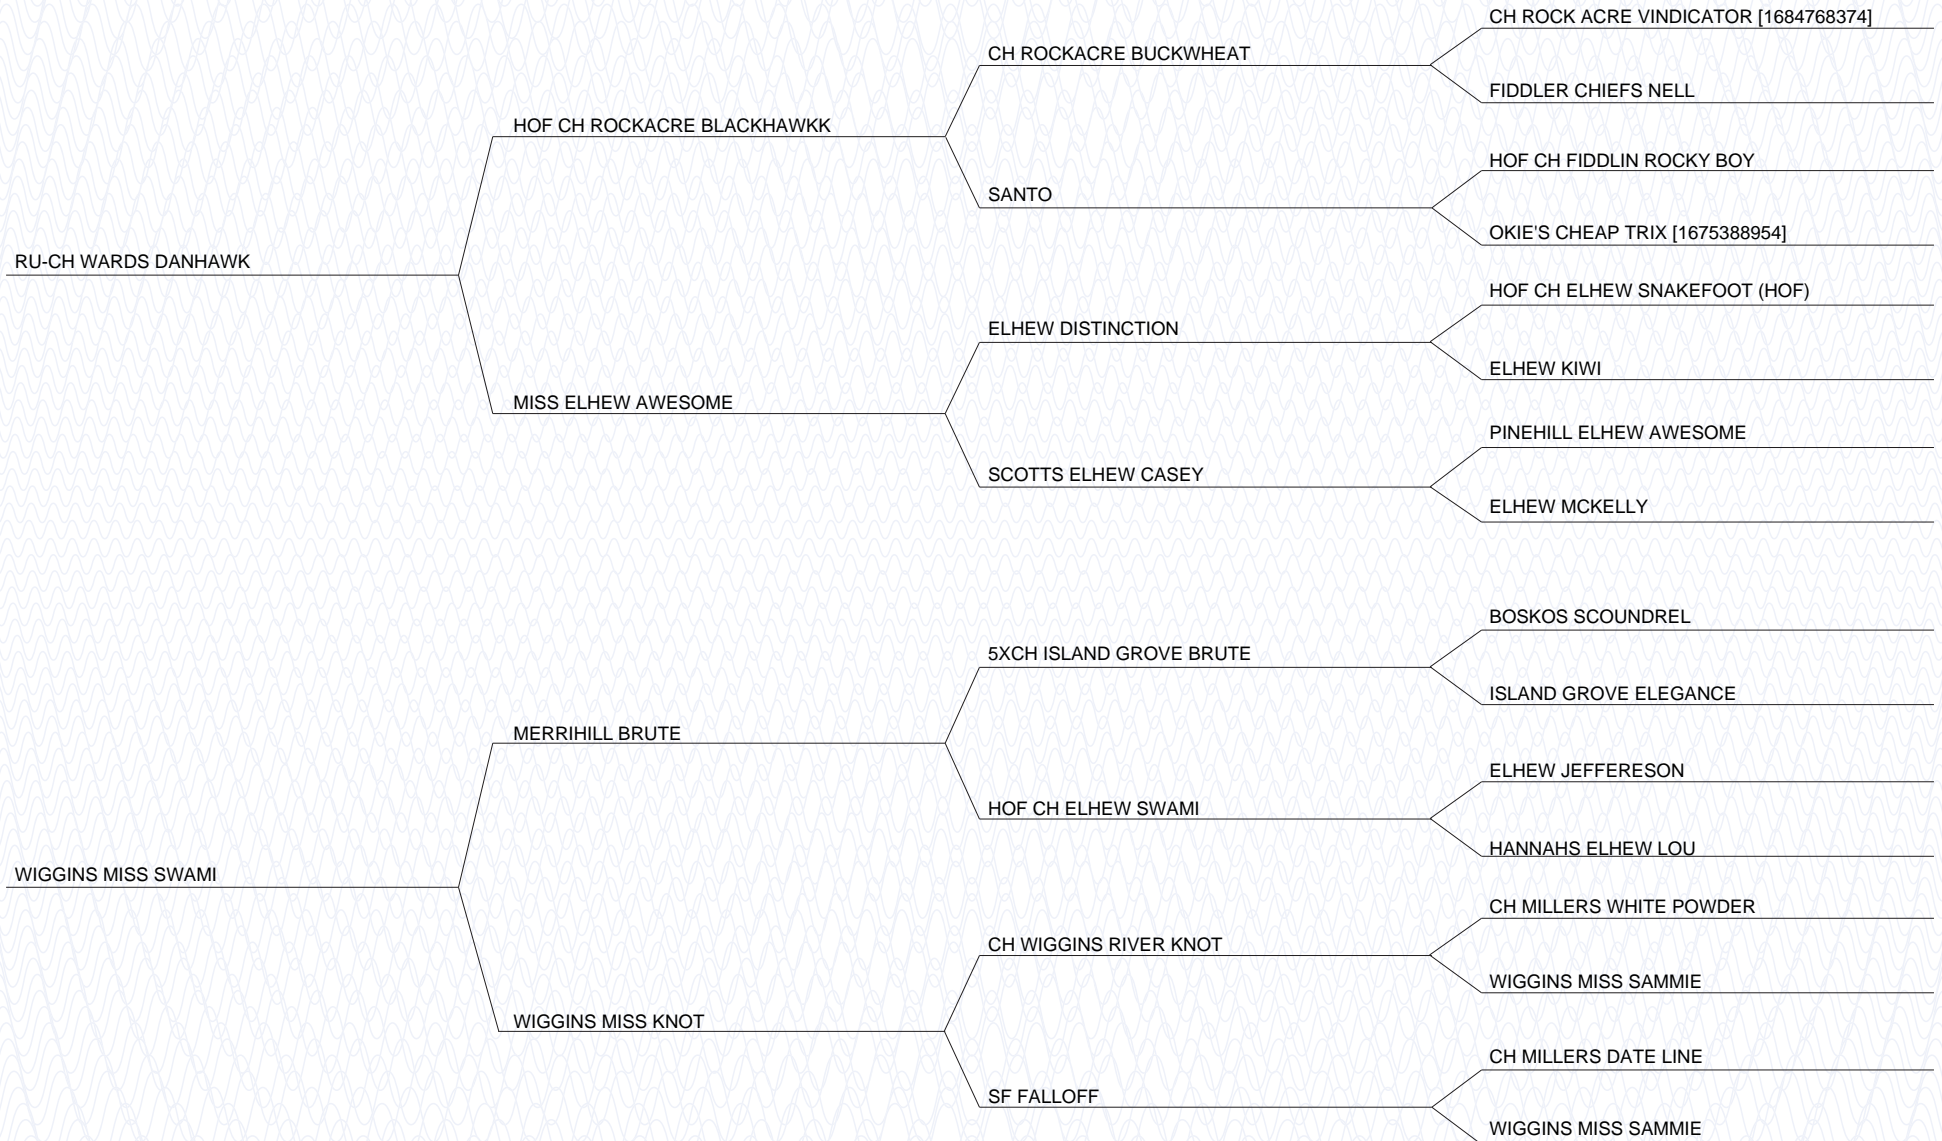 CH ROCK ACRE VINDICATOR [1684768374]
CH ROCKACRE BUCKWHEAT
FIDDLER CHIEFS NELL
HOF CH ROCKACRE BLACKHAWKK
HOF CH FIDDLIN ROCKY BOY
SANTO
OKIE'S CHEAP TRIX [1675388954]
RU-CH WARDS DANHAWK
HOF CH ELHEW SNAKEFOOT (HOF)
ELHEW DISTINCTION
ELHEW KIWI
MISS ELHEW AWESOME
PINEHILL ELHEW AWESOME
SCOTTS ELHEW CASEY
ELHEW MCKELLY
BOSKOS SCOUNDREL
5XCH ISLAND GROVE BRUTE
ISLAND GROVE ELEGANCE
MERRIHILL BRUTE
ELHEW JEFFERESON
HOF CH ELHEW SWAMI
HANNAHS ELHEW LOU
WIGGINS MISS SWAMI
CH MILLERS WHITE POWDER
CH WIGGINS RIVER KNOT
WIGGINS MISS SAMMIE
WIGGINS MISS KNOT
CH MILLERS DATE LINE
SF FALLOFF
WIGGINS MISS SAMMIE